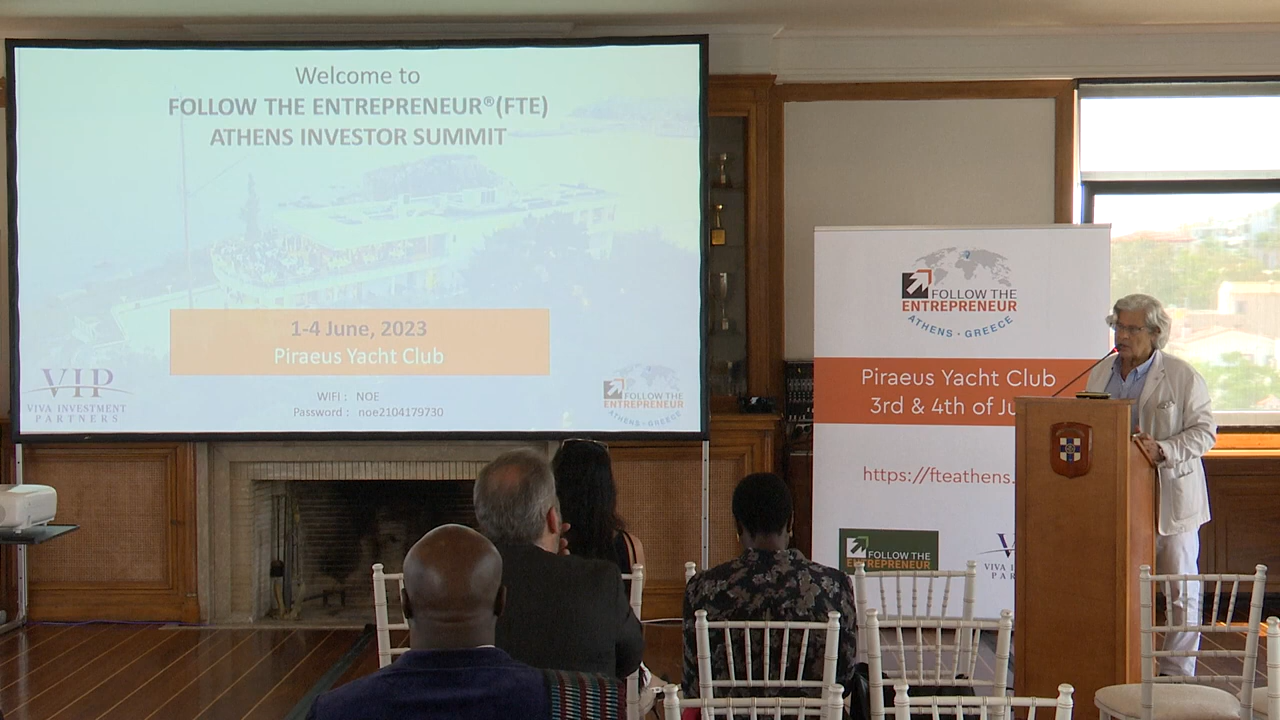 Welcome to
FOLLOW THE ENTREPRENEUR®(FTE)
ATHENS INVESTOR SUMMIT
1-4 June, 2023
Piraeus Yacht Club
WIFI : NOE
Password : noe2104179730
VIP
VIVA INVESTMENT
PARTNERS
FOLLOW THE
ENTREPRENEUR
ATHENS - GREECE
FOLLOW THE
ENTREPRENEUR
ATHENS - GREECE
Piraeus Yacht Club
3rd & 4th of Ju
https://fteathens.
FOLLOW THE
ENTREPRENEUR
V
VIVA I
PAR